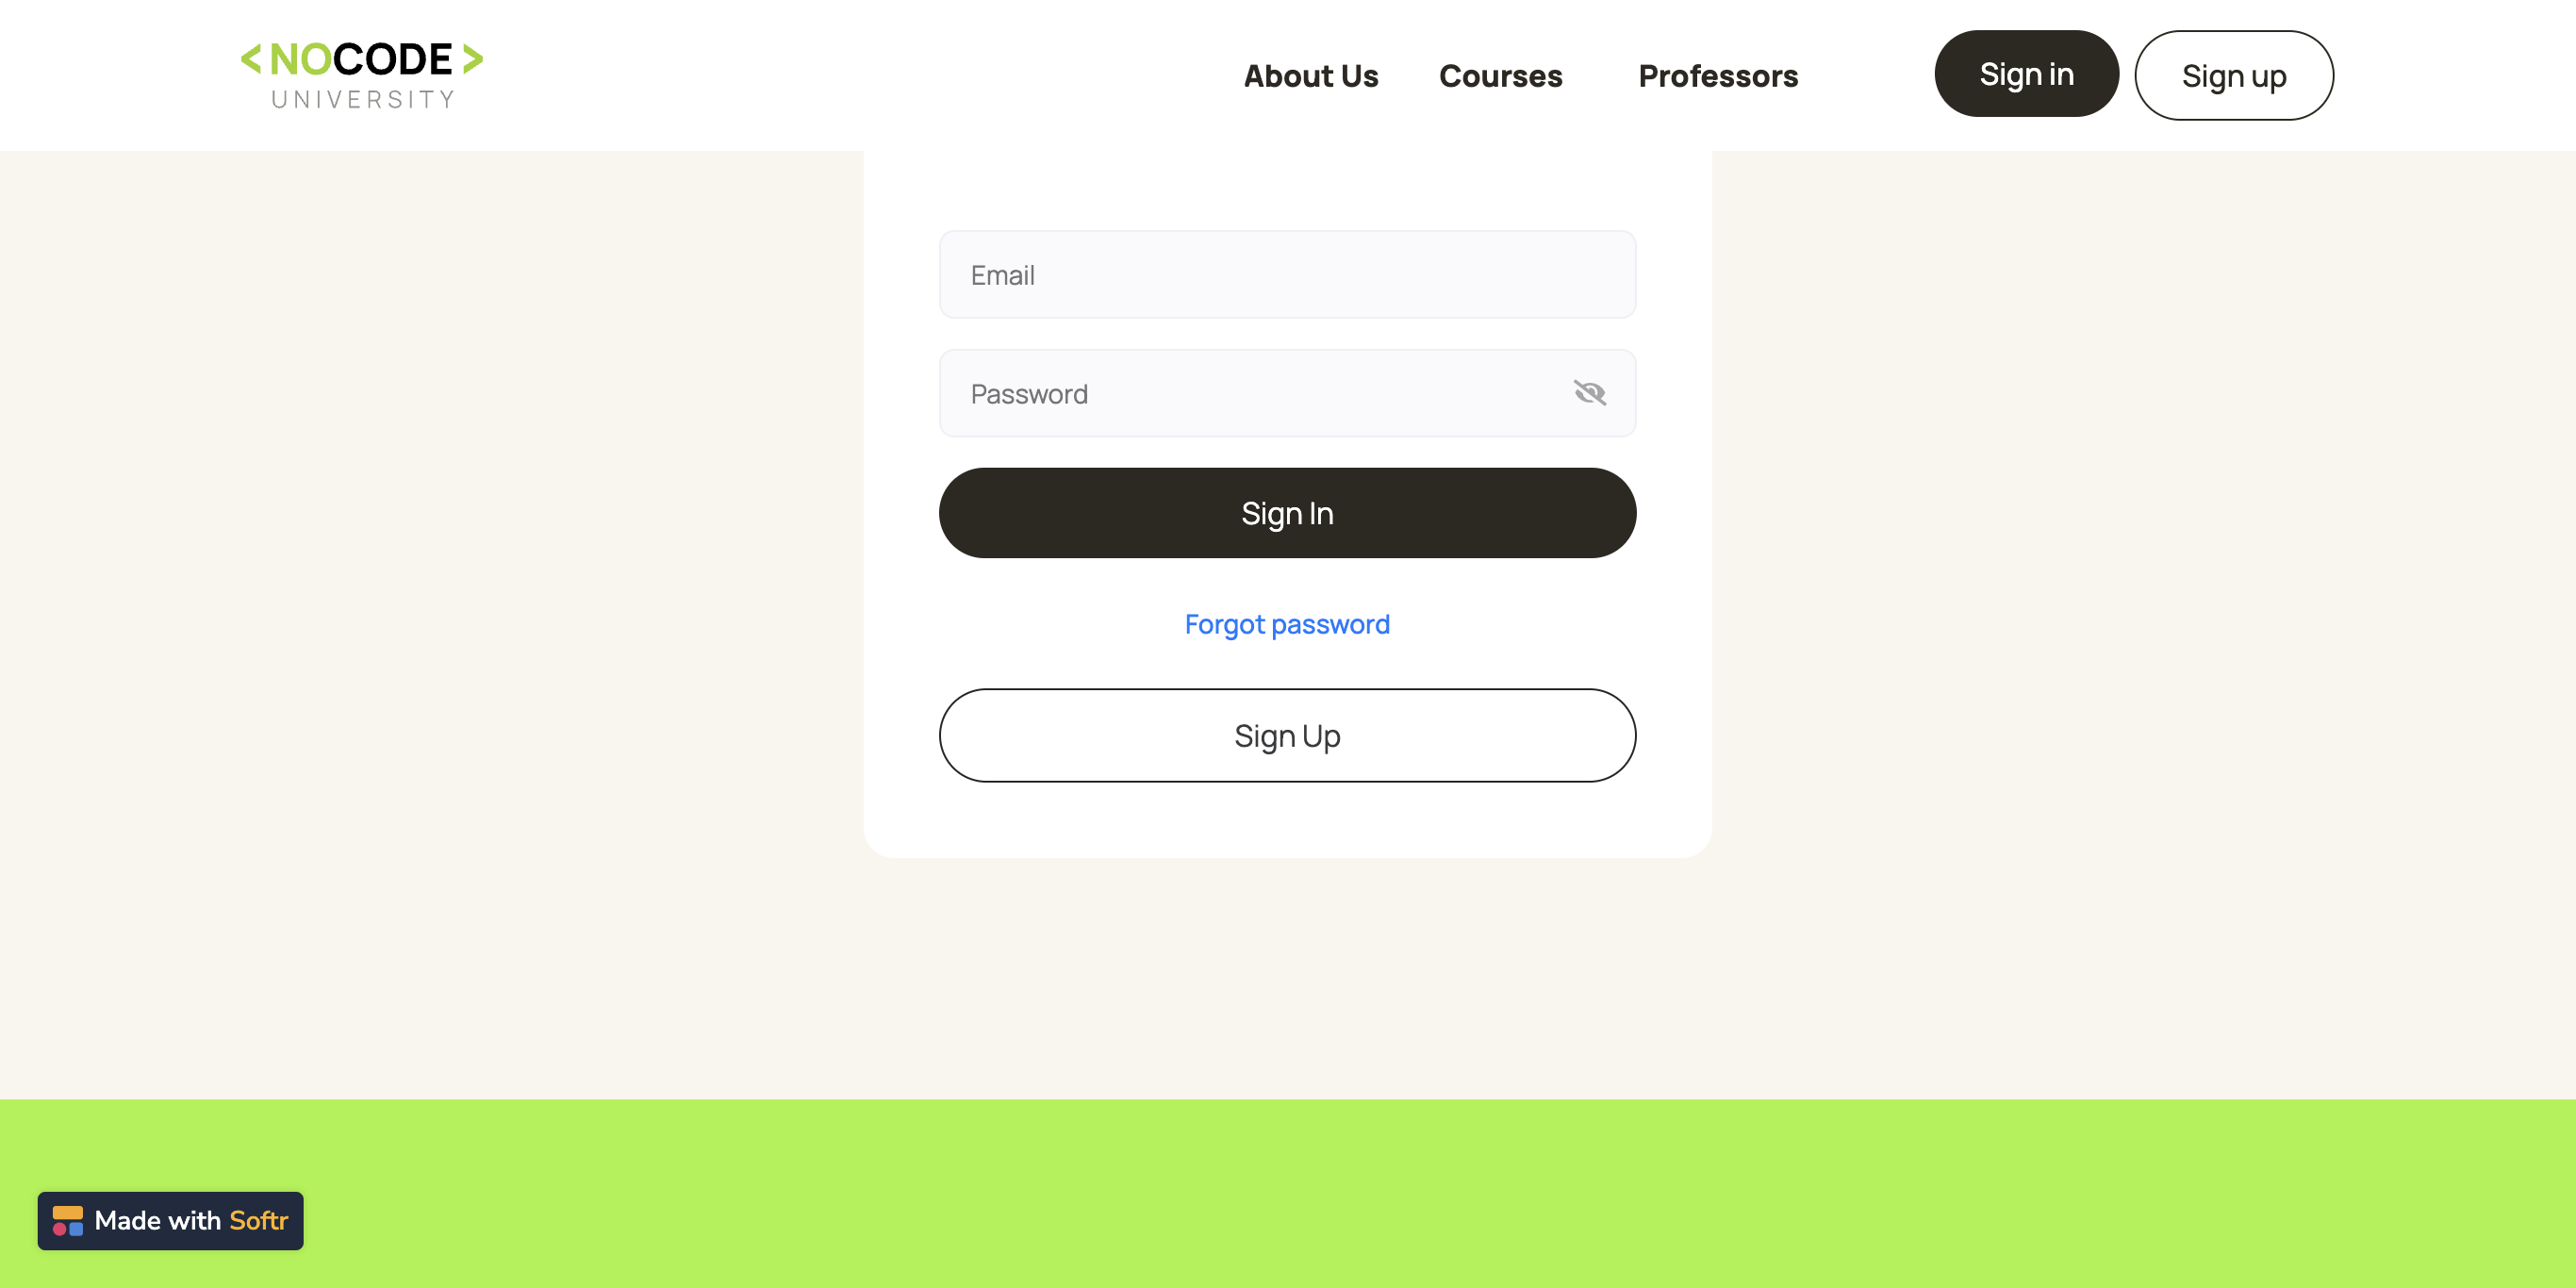 < NOCODE >
UNIVERSITY
About Us
Courses
Professors
Sign in
Sign up
Email
Password
Sign In
Forgot password
Sign Up
Made with Softr